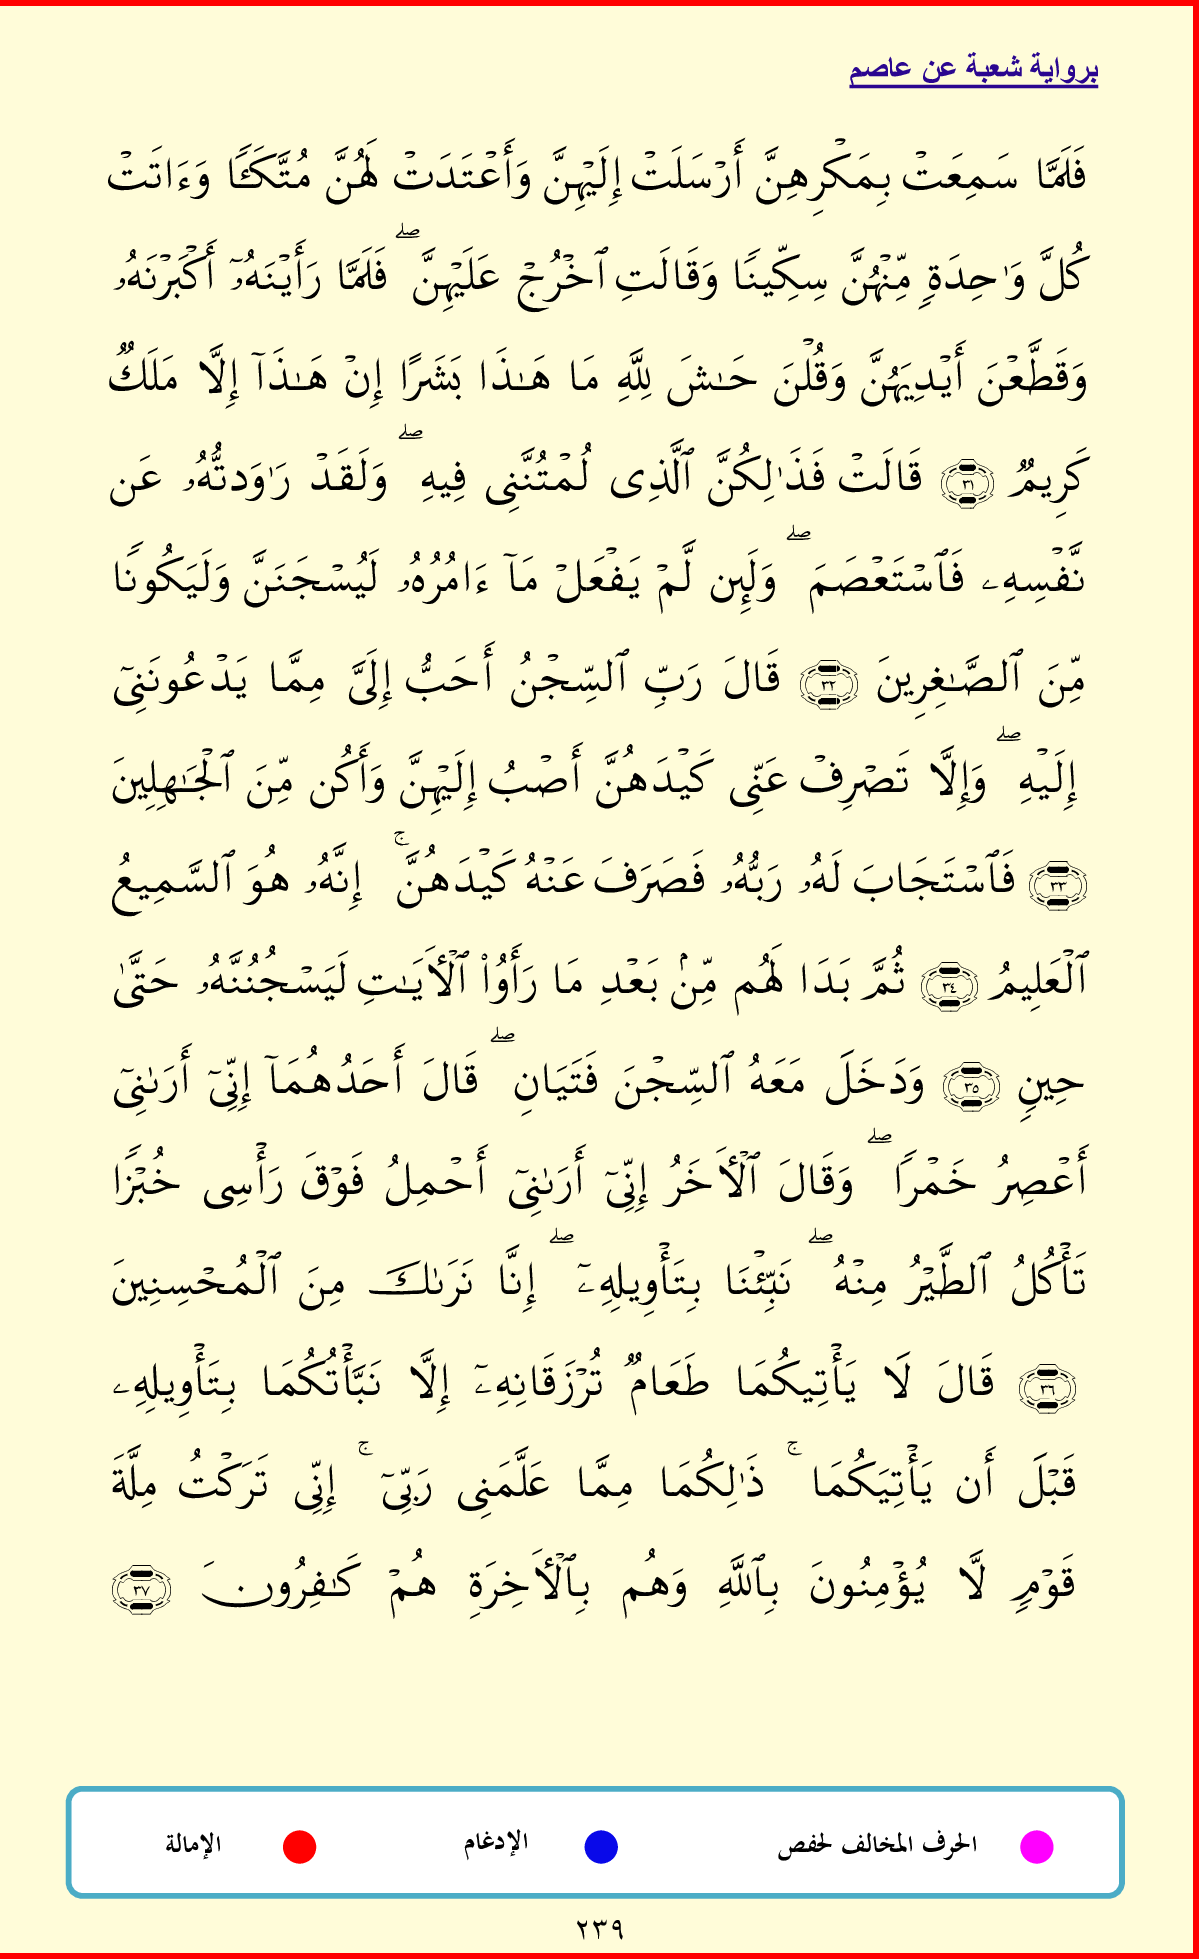 برواية شعبة عن عاصم
فَلَمَّا سَمِعَتْ بِمَكْرِهِنَّ أَرْسَلَتْ إِلَيْهِنَّ وَأَعْتَدَتْ لَهُنَّ مُتَّكَـًٔا وَءَاتَتْ
كُلَّ وَٰحِدَةٍ مِّنْهُنَّ سِكِّينًا وَقَالَتِ ٱخْرُجْ عَلَيْهِنَّ ۖ فَلَمَّا رَأَيْنَهُۥٓ أَكْبَرْنَهُۥ
وَقَطَّعْنَ أَيْدِيَهُنَّ وَقُلْنَ حَـٰشَ لِلَّهِ مَا هَـٰذَا بَشَرًا إِنْ هَـٰذَآ إِلَّا مَلَكٌ
كَرِيمٌ ٣١ قَالَتْ فَذَٰلِكُنَّ ٱلَّذِى لُمْتُنَّنِى فِيهِ ۖ وَلَقَدْ رَٰوَدتُّهُۥ عَن
نَّفْسِهِۦ فَٱسْتَعْصَمَ ۖ وَلَئِن لَّمْ يَفْعَلْ مَآ ءَامُرُهُۥ لَيُسْجَنَنَّ وَلَيَكُونًا
مِّنَ ٱلصَّـٰغِرِينَ ٣٢ قَالَ رَبِّ ٱلسِّجْنُ أَحَبُّ إِلَىَّ مِمَّا يَدْعُونَنِىٓ
إِلَيْهِ ۖ وَإِلَّا تَصْرِفْ عَنِّى كَيْدَهُنَّ أَصْبُ إِلَيْهِنَّ وَأَكُن مِّنَ ٱلْجَـٰهِلِينَ
٣٣ فَٱسْتَجَابَ لَهُۥ رَبُّهُۥ فَصَرَفَ عَنْهُ كَيْدَهُنَّ ۚ إِنَّهُۥ هُوَ ٱلسَّمِيعُ
ٱلْعَلِيمُ ٣٤ ثُمَّ بَدَا لَهُم مِّنۢ بَعْدِ مَا رَأَوُا۟ ٱلْـَٔايَـٰتِ لَيَسْجُنُنَّهُۥ حَتَّىٰ
حِينٍ ٣٥ وَدَخَلَ مَعَهُ ٱلسِّجْنَ فَتَيَانِ ۖ قَالَ أَحَدُهُمَآ إِنِّىٓ أَرَىٰنِىٓ
أَعْصِرُ خَمْرًا ۖ وَقَالَ ٱلْـَٔاخَرُ إِنِّىٓ أَرَىٰنِىٓ أَحْمِلُ فَوْقَ رَأْسِى خُبْزًا
تَأْكُلُ ٱلطَّيْرُ مِنْهُ ۖ نَبِّئْنَا بِتَأْوِيلِهِۦٓ ۖ إِنَّا نَرَىٰكَ مِنَ ٱلْمُحْسِنِينَ
٣٦ قَالَ لَا يَأْتِيكُمَا طَعَامٌ تُرْزَقَانِهِۦٓ إِلَّا نَبَّأْتُكُمَا بِتَأْوِيلِهِۦ
قَبْلَ أَن يَأْتِيَكُمَا ۚ ذَٰلِكُمَا مِمَّا عَلَّمَنِى رَبِّىٓ ۚ إِنِّى تَرَكْتُ مِلَّةَ
قَوْمٍ لَّا يُؤْمِنُونَ بِٱللَّهِ وَهُم بِٱلْـَٔاخِرَةِ هُمْ كَـٰفِرُونَ ٣٧
الحرف المخالف لحفص الإدغام الإمالة
٢٣٩